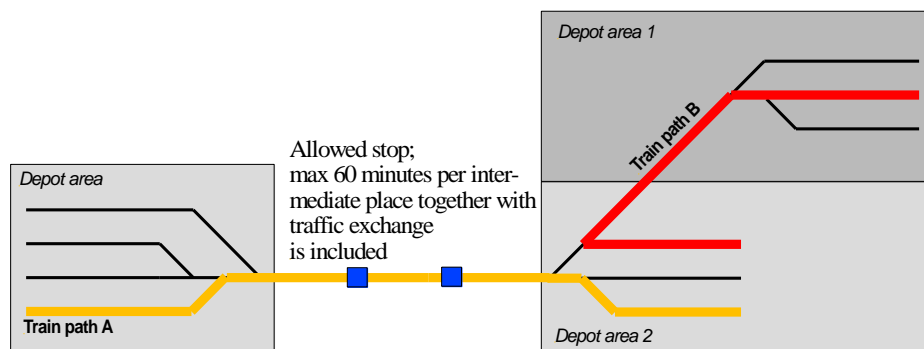 Depot area 1
Train path B
Allowed stop;
max 60 minutes per inter-
mediate place together with
traffic exchange
is included
Depot area
Train path A
Depot area 2